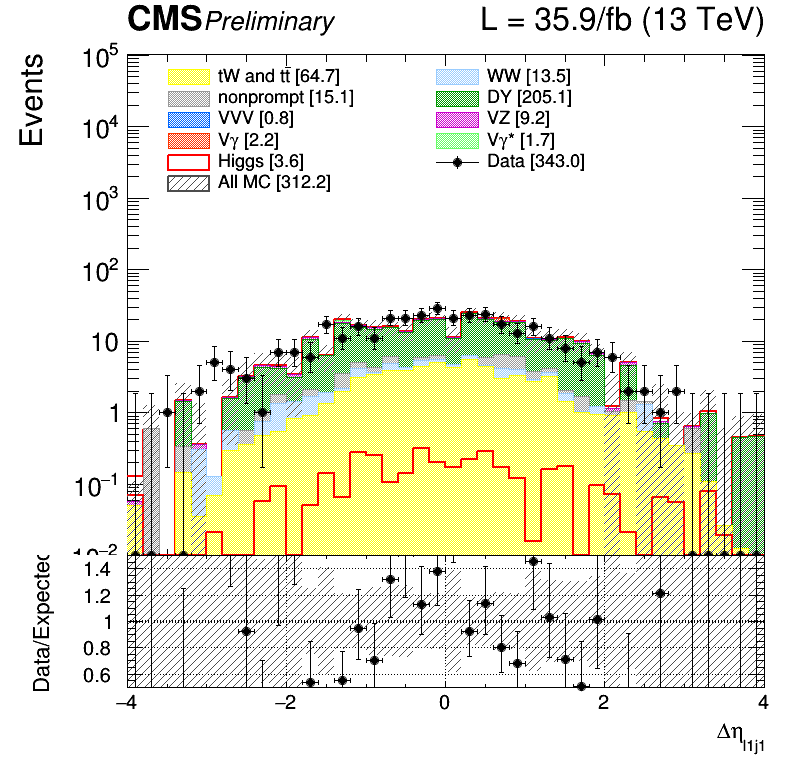 CMS Preliminary L = 35.9/fb (13 TeV)
Events
10^5
10^4
10^3
10^2
10
1
10^-1
10^-2
tW and tt̄ [64.7] WW [13.5]
nonprompt [15.1] DY [205.1]
VVV [0.8] VZ [9.2]
Vγ [2.2] Vγ* [1.7]
Higgs [3.6] Data [343.0]
All MC [312.2]
Data/Expected
1.4
1.2
1
0.8
0.6
−4 −2 0 2 4
Δη_l1j1